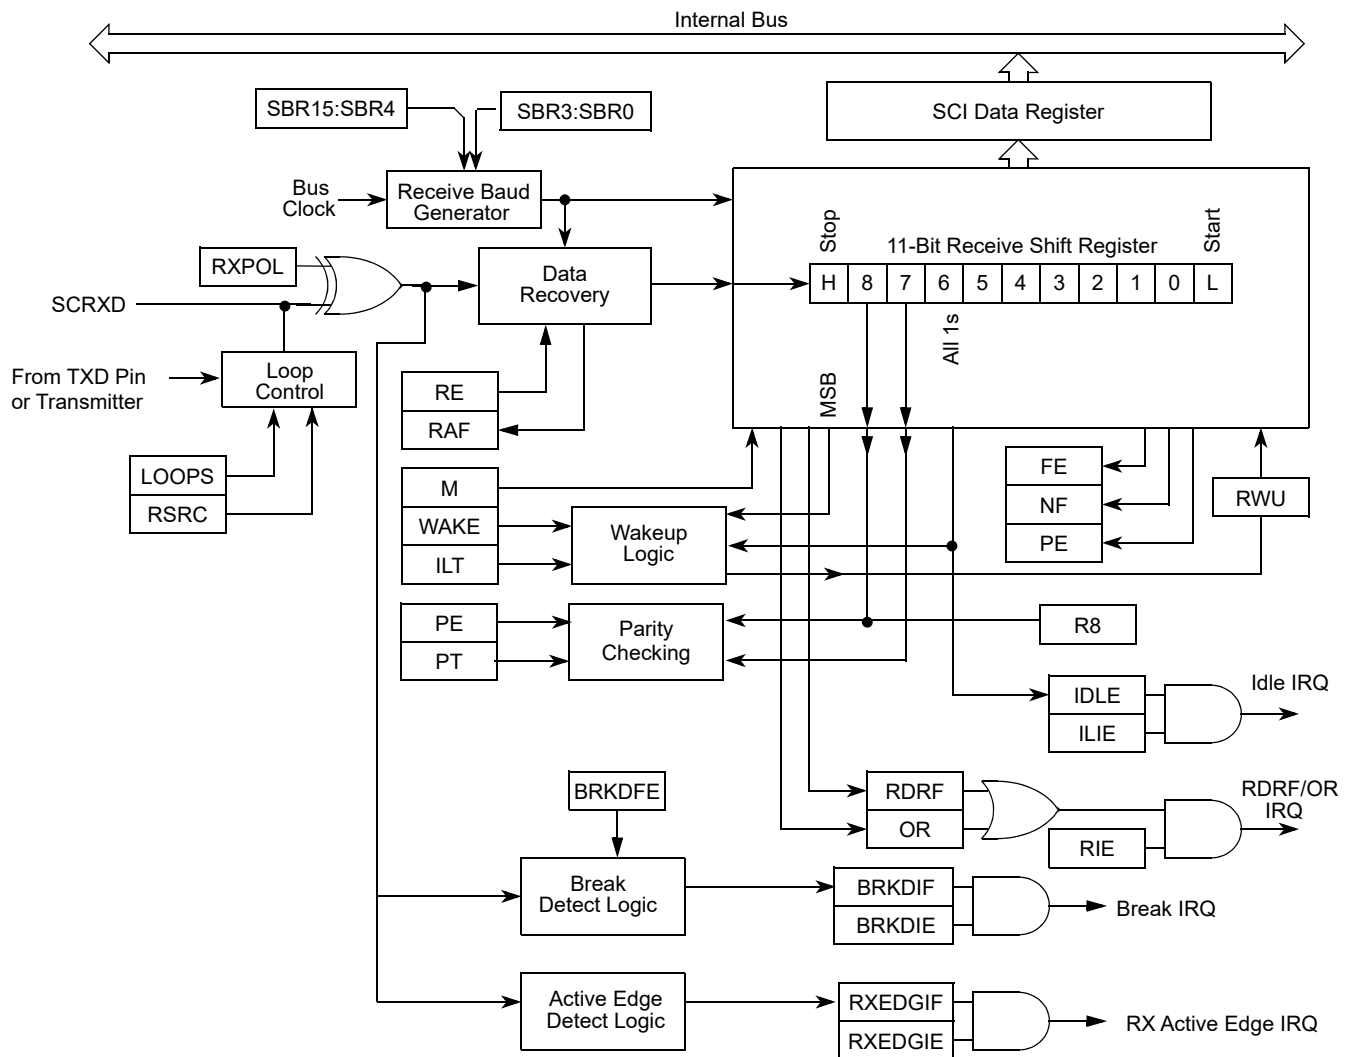 Internal Bus
SBR15:SBR4
SBR3:SBR0
SCI Data Register
Bus
Clock
Receive Baud
Generator
Stop
11-Bit Receive Shift Register
Start
RXPOL
Data
Recovery
H 8 7 6 5 4 3 2 1 0 L
SCRXD
All 1s
From TXD Pin
or Transmitter
Loop
Control
RE
RAF
MSB
LOOPS
RSRC
M
WAKE
ILT
Wakeup
Logic
FE
NF
PE
RWU
PE
PT
Parity
Checking
R8
IDLE
ILIE
Idle IRQ
BRKDFE
RDRF
OR
RIE
RDRF/OR
IRQ
Break
Detect Logic
BRKDIF
BRKDIE
Break IRQ
Active Edge
Detect Logic
RXEDGIF
RXEDGIE
RX Active Edge IRQ